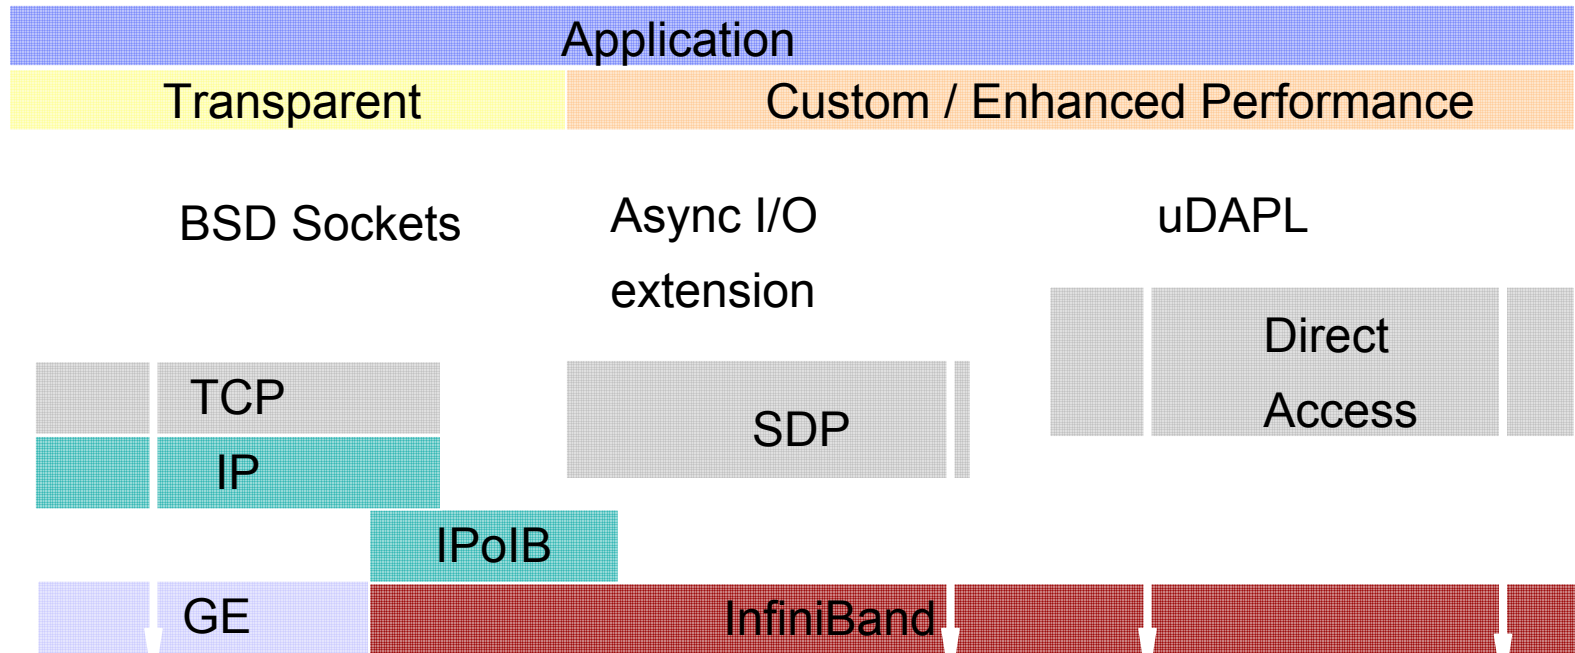 Application
Transparent
Custom / Enhanced Performance
BSD Sockets
Async I/O
extension
uDAPL
Direct
Access
TCP
SDP
IP
IPoIB
GE
InfiniBand